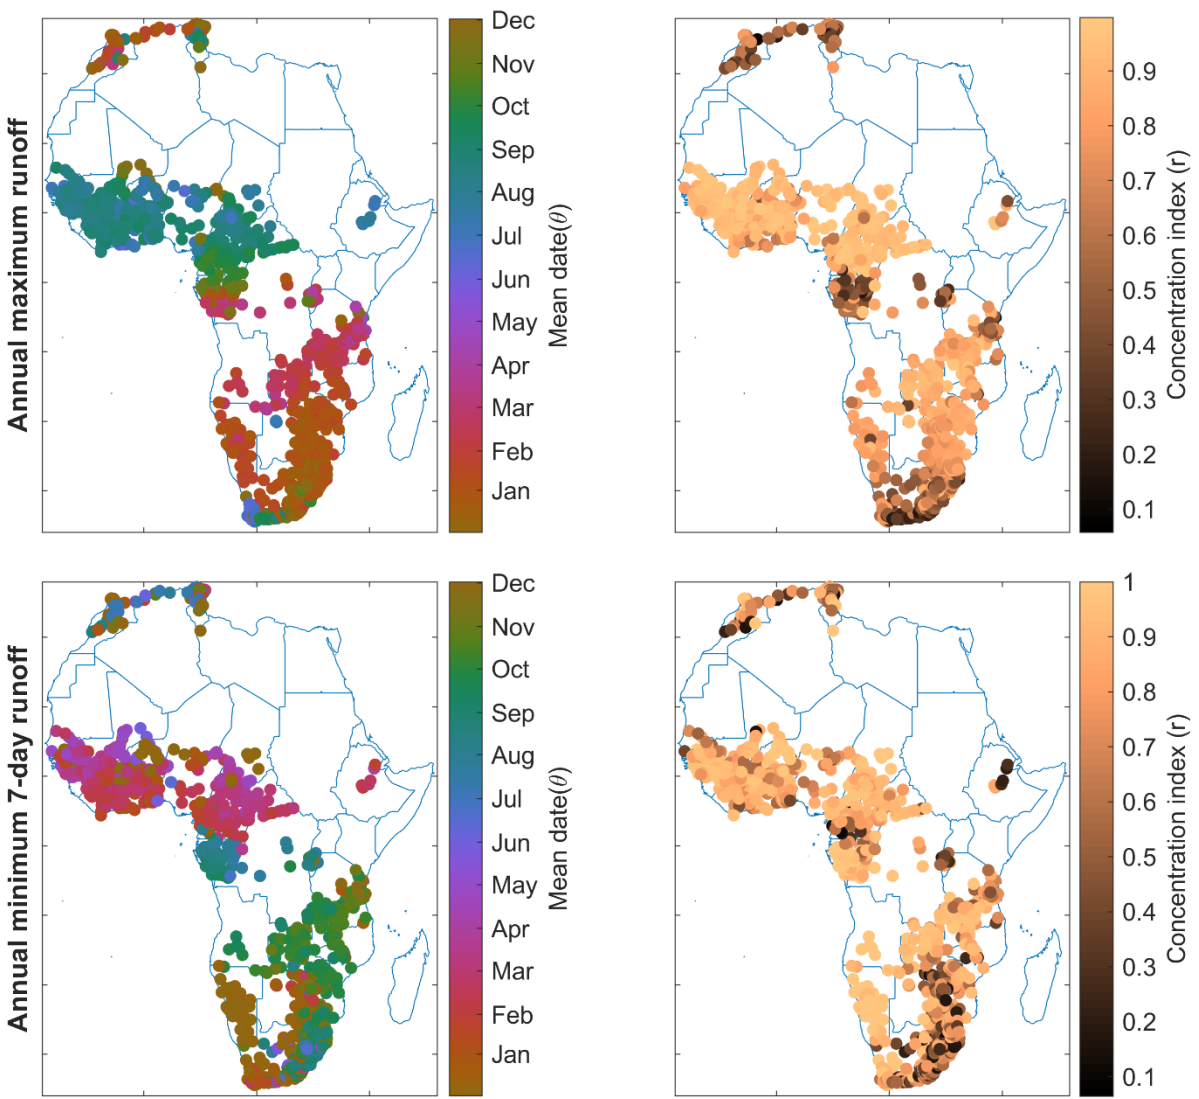 Annual maximum runoff
Dec
Nov
Oct
Sep
Aug
Jul
Jun
May
Apr
Mar
Feb
Jan
Mean date(θ)
0.9
0.8
0.7
0.6
0.5
0.4
0.3
0.2
0.1
Concentration index (r)
Annual minimum 7-day runoff
Dec
Nov
Oct
Sep
Aug
Jul
Jun
May
Apr
Mar
Feb
Jan
Mean date(θ)
1
0.9
0.8
0.7
0.6
0.5
0.4
0.3
0.2
0.1
Concentration index (r)